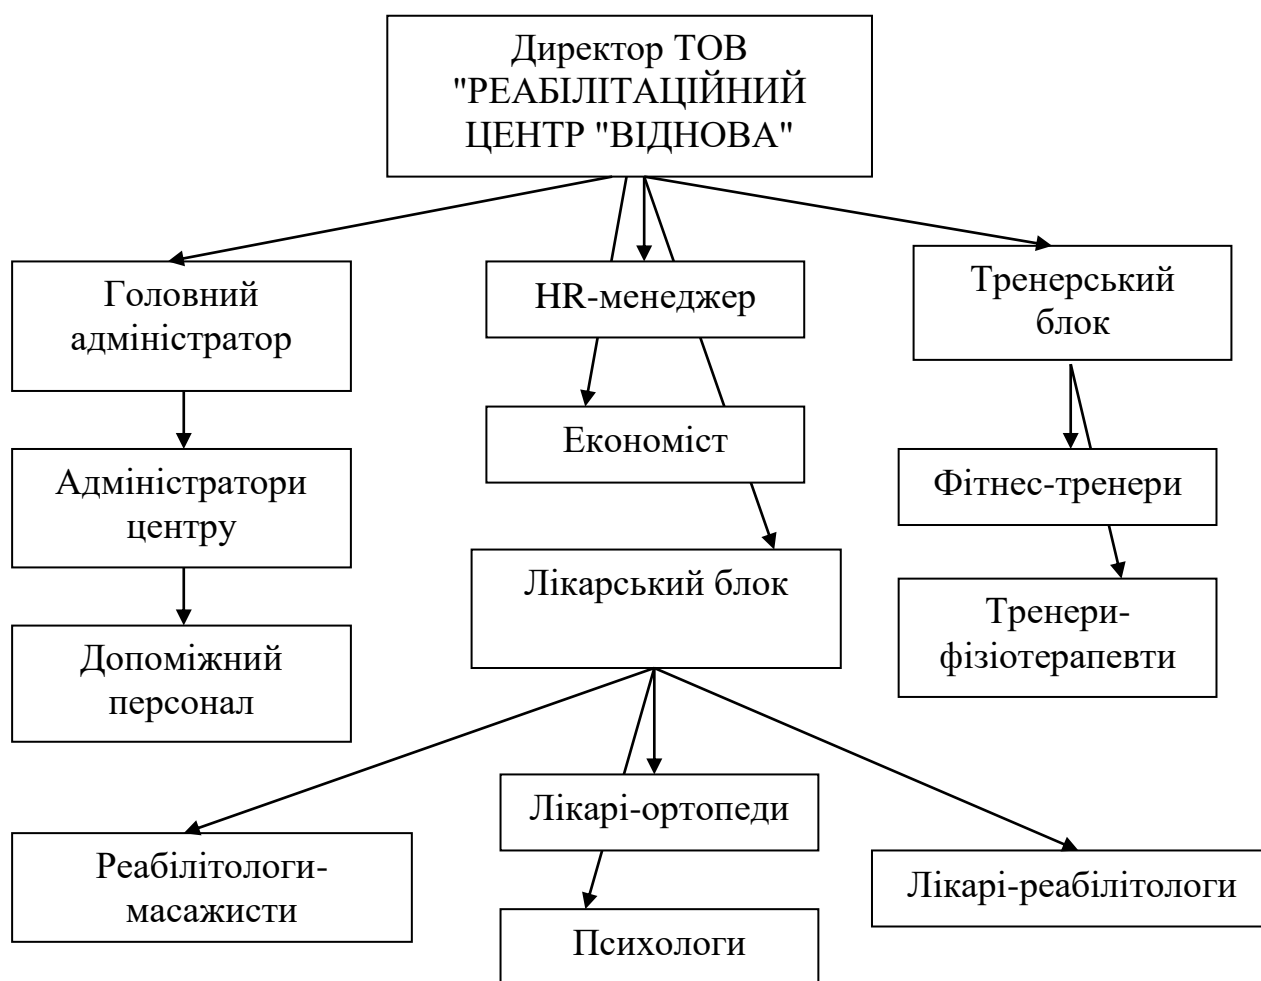 Директор ТОВ
"РЕАБІЛІТАЦІЙНИЙ
ЦЕНТР "ВІДНОВА"
Головний
адміністратор
HR-менеджер
Тренерський
блок
Економіст
Адміністратори
центру
Фітнес-тренери
Лікарський блок
Тренери-
фізіотерапевти
Допоміжний
персонал
Лікарі-ортопеди
Реабілітологи-
масажисти
Лікарі-реабілітологи
Психологи